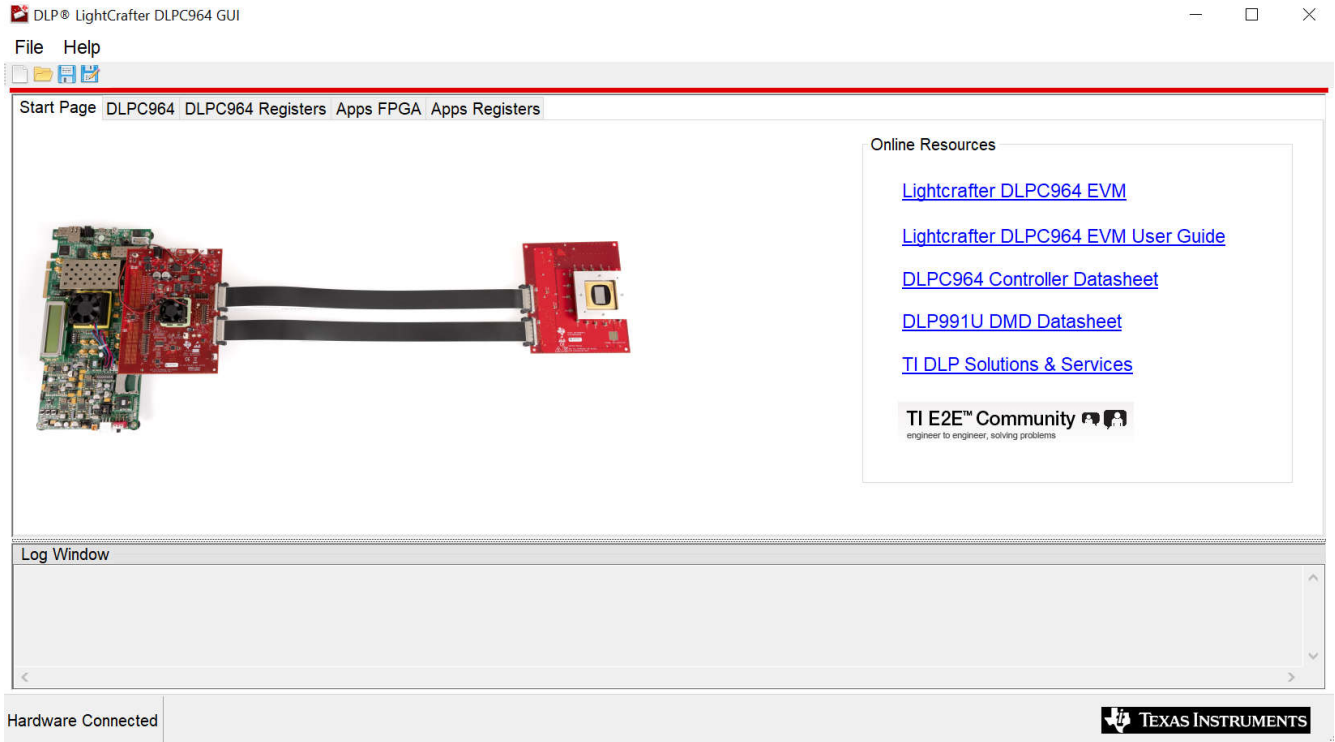 DLP® LightCrafter DLPC964 GUI
File Help
Start Page DLPC964 DLPC964 Registers Apps FPGA Apps Registers
Online Resources
Lightcrafter DLPC964 EVM
Lightcrafter DLPC964 EVM User Guide
DLPC964 Controller Datasheet
DLP991U DMD Datasheet
TI DLP Solutions & Services
TI E2E™ Community
engineer to engineer, solving problems
Log Window
Hardware Connected
TEXAS INSTRUMENTS